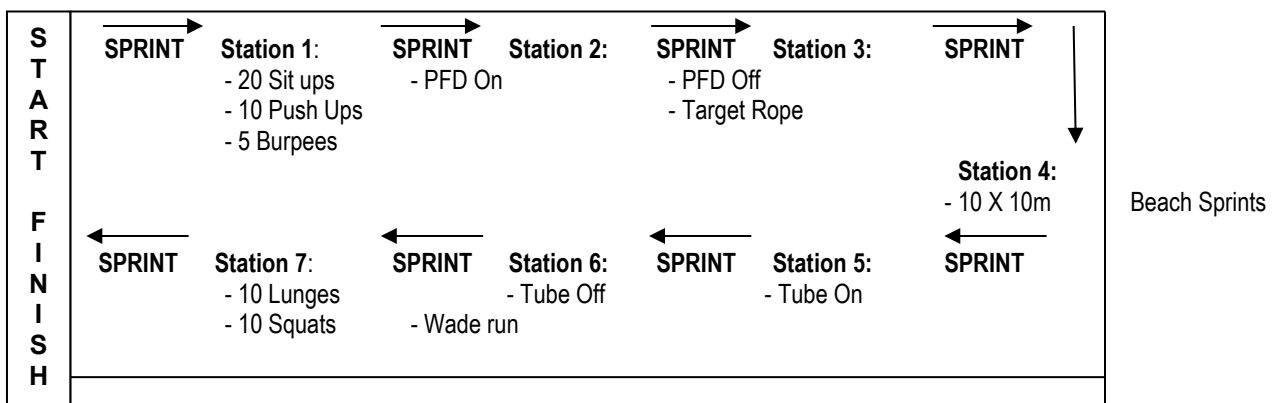 START FINISH
SPRINT Station 1: SPRINT Station 2: SPRINT Station 3: SPRINT
- 20 Sit ups - PFD On - PFD Off
- 10 Push Ups - Target Rope
- 5 Burpees
Station 4:
- 10 X 10m Beach Sprints
SPRINT Station 7: SPRINT Station 6: SPRINT Station 5: SPRINT
- 10 Lunges - Tube Off - Tube On
- 10 Squats - Wade run